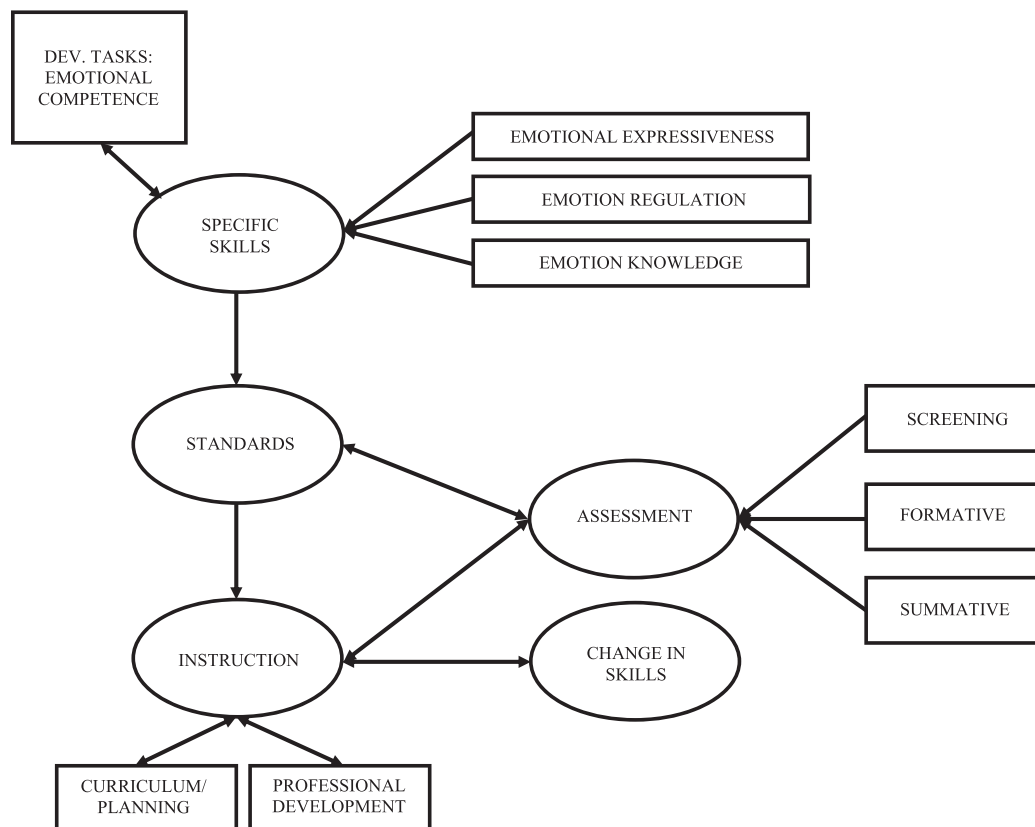 DEV. TASKS:
EMOTIONAL
COMPETENCE
EMOTIONAL EXPRESSIVENESS
EMOTION REGULATION
EMOTION KNOWLEDGE
SPECIFIC
SKILLS
STANDARDS
ASSESSMENT
SCREENING
FORMATIVE
SUMMATIVE
INSTRUCTION
CHANGE IN
SKILLS
CURRICULUM/
PLANNING
PROFESSIONAL
DEVELOPMENT